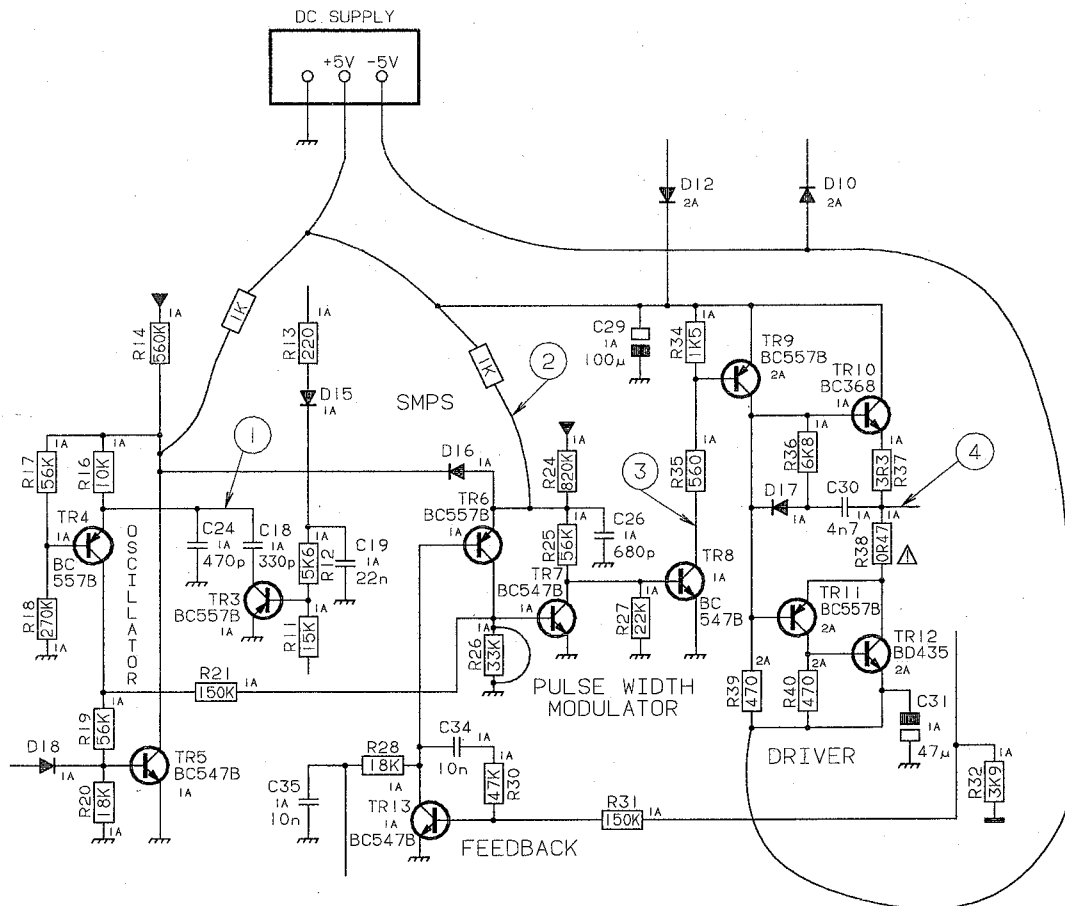 DC. SUPPLY
+5V -5V
D12
2A
D10
2A
1A
R14
560K
1K
R13
220
1A
D15
1A
SMPS
1K
2
C29
1A
100µ
1A
R34
1K5
TR9
BC557B
2A
1A
TR10
BC368
1A
1A
R17
56K
1A
R16
10K
1A
1
D16
1A
R24
820K
1A
R35
560
1A
3
R36
6K8
1A
1A
3R3
R37
4
D17
1A
C30
4n7
1A
1A
0R47
R38
TR4
1A
BC
557B
OSCILLATOR
C24
1A
470p
C18
1A
330p
1A
5K6
R12
C19
1A
22n
TR6
BC557B
1A
R25
56K
1A
C26
1A
680p
TR7
BC547B
1A
TR8
1A
BC
547B
R18
270K
1A
TR3
BC557B
1A
R11
15K
1A
R26
33K
1A
R27
22K
1A
TR11
BC557B
2A
TR12
BD435
2A
R21
150K
1A
PULSE WIDTH
MODULATOR
R39
470
2A
R40
470
2A
C31
1A
47µ
R19
56K
1A
D18
1A
TR5
BC547B
1A
R20
18K
1A
DRIVER
C34
1A
10n
R28
18K
1A
1A
47K
R30
C35
1A
10n
TR13
1A
BC547B
R31
150K
1A
R32
3K9
1A
FEEDBACK